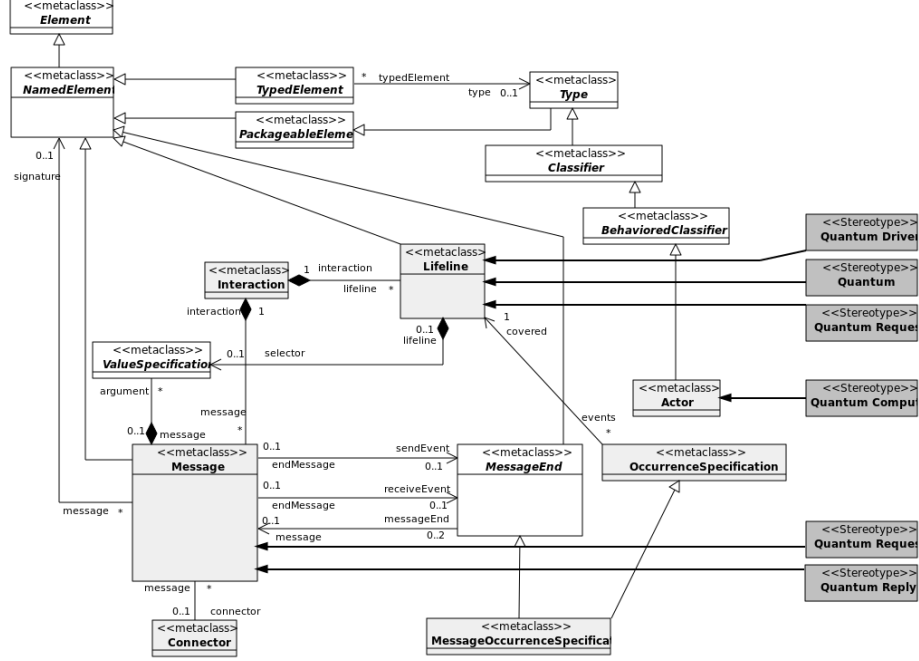 <<metaclass>>
Element
<<metaclass>>
NamedElement
<<metaclass>>
TypedElement
* typedElement
type 0..1
<<metaclass>
Type
<<metaclass>>
PackageableEleme
0..1
signature
<<metaclass>>
Classifier
<<metaclass>>
BehavioredClassifier
<<Stereotype>>
Quantum Driver
<<metaclass>
Lifeline
<<metaclass>
Interaction
1 interaction
lifeline *
<<Stereotype>>
Quantum
interaction 1
<<Stereotype>>
Quantum Reques
1
covered
0..1
lifeline
<<metaclass>>
ValueSpecification
0..1 selector
argument *
<<metaclass>
Actor
<<Stereotype>>
Quantum Comput
message
*
events
*
0..1 message
<<metaclass>>
Message
0..1
endMessage
sendEvent
0..1
<<metaclass>>
MessageEnd
<<metaclass>>
OccurrenceSpecification
0..1
endMessage
receiveEvent
0..1
message *
0..1
message
messageEnd
0..2
<<Stereotype>>
Quantum Reques
<<Stereotype>>
Quantum Reply
message *
0..1 connector
<<metaclass>
Connector
<<metaclass>>
MessageOccurrenceSpecificat